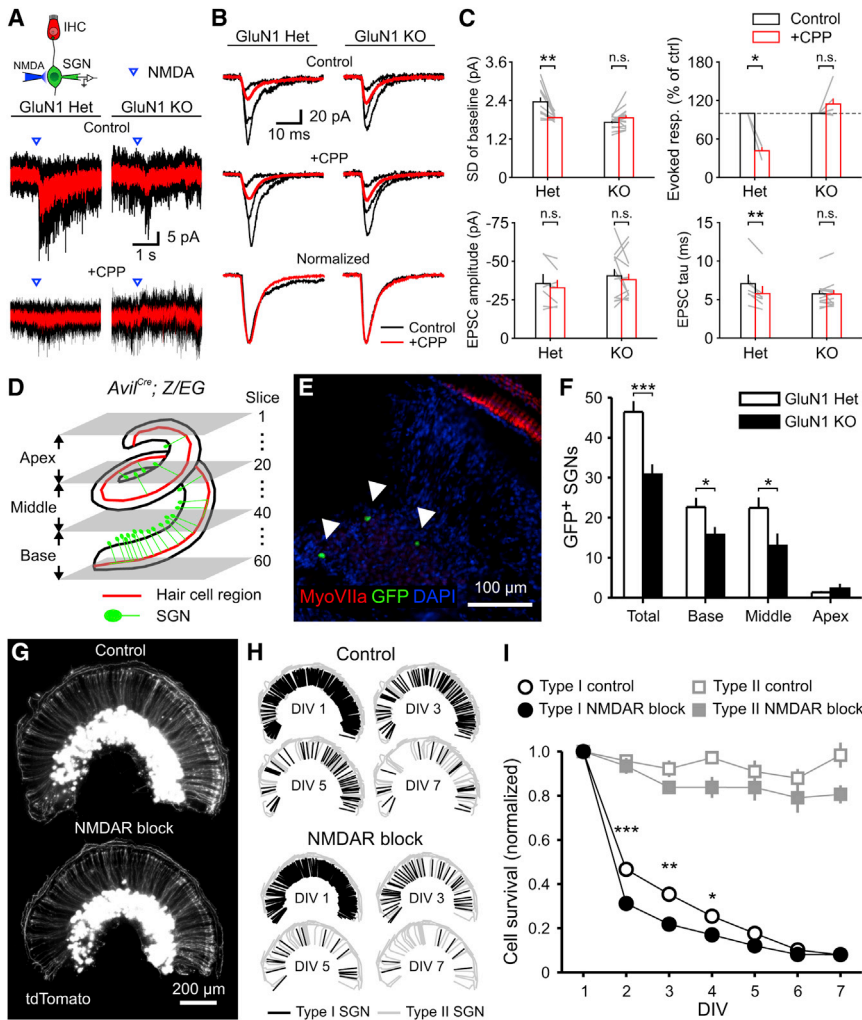 A
IHC
NMDA
SGN
NMDA
GluN1 Het
GluN1 KO
Control
5 pA
1 s
+CPP
B
GluN1 Het
GluN1 KO
Control
20 pA
10 ms
+CPP
Normalized
Control
+CPP
C
Control
+CPP
SD of baseline (pA)
3.6
2.4
1.2
0
**
n.s.
Het
KO
Evoked resp. (% of ctrl)
180
120
60
0
*
n.s.
Het
KO
EPSC amplitude (pA)
-75
-50
-25
0
n.s.
n.s.
Het
KO
EPSC tau (ms)
15
10
5
0
**
n.s.
Het
KO
D
Avil^Cre; Z/EG
Slice
1
20
40
60
Apex
Middle
Base
Hair cell region
SGN
E
MyoVIIa GFP DAPI
100 µm
F
GluN1 Het
GluN1 KO
GFP+ SGNs
50
40
30
20
10
0
***
*
*
Total
Base
Middle
Apex
G
Control
NMDAR block
tdTomato
200 µm
H
Control
DIV 1
DIV 3
DIV 5
DIV 7
NMDAR block
DIV 1
DIV 3
DIV 5
DIV 7
Type I SGN
Type II SGN
I
Type I control
Type II control
Type I NMDAR block
Type II NMDAR block
Cell survival (normalized)
1.0
0.8
0.6
0.4
0.2
0
***
**
*
1 2 3 4 5 6 7
DIV